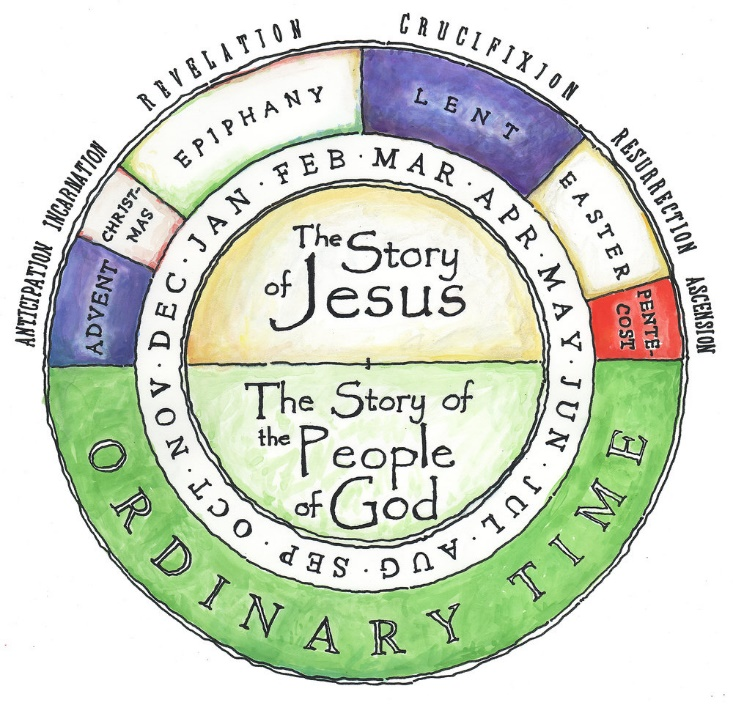 ANTICIPATION
INCARNATION
REVELATION
CRUCIFIXION
RESURRECTION
ASCENSION
ADVENT
CHRIST-
MAS
EPIPHANY
LENT
EASTER
PENTE-
COST
ORDINARY TIME
JAN · FEB · MAR · APR · MAY · JUN · JUL · AUG · SEP · OCT · NOV · DEC ·
The Story
of Jesus
The Story of
the People
of God